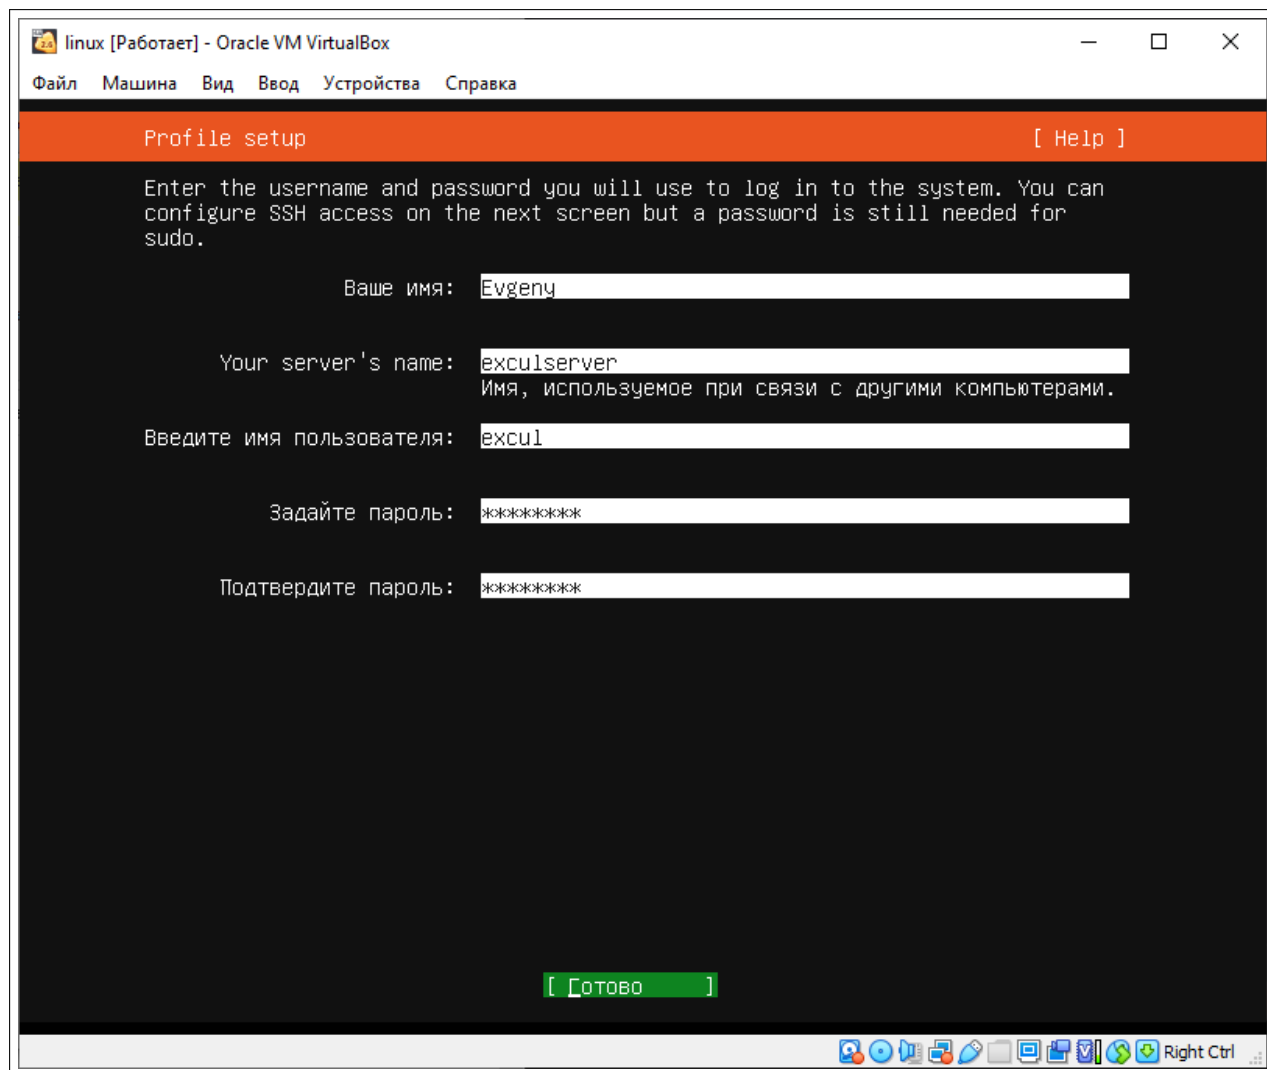 linux [Работает] - Oracle VM VirtualBox
Файл Машина Вид Ввод Устройства Справка
Profile setup [ Help ]
Enter the username and password you will use to log in to the system. You can
configure SSH access on the next screen but a password is still needed for
sudo.
Ваше имя: Evgeny
Your server's name: exculserver
Имя, используемое при связи с другими компьютерами.
Введите имя пользователя: excul
Задайте пароль: ********
Подтвердите пароль: ********
[ Готово ]
Right Ctrl